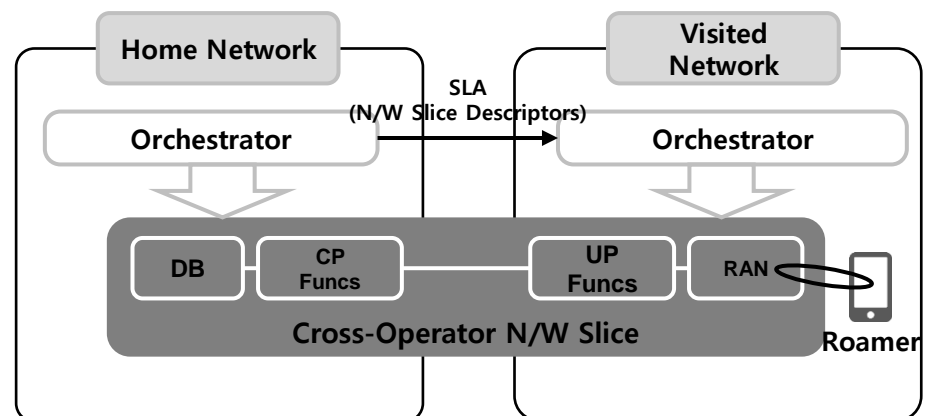 Home Network
Visited
Network
SLA
(N/W Slice Descriptors)
Orchestrator
Orchestrator
DB
CP
Funcs
UP
Funcs
RAN
Cross-Operator N/W Slice
Roamer